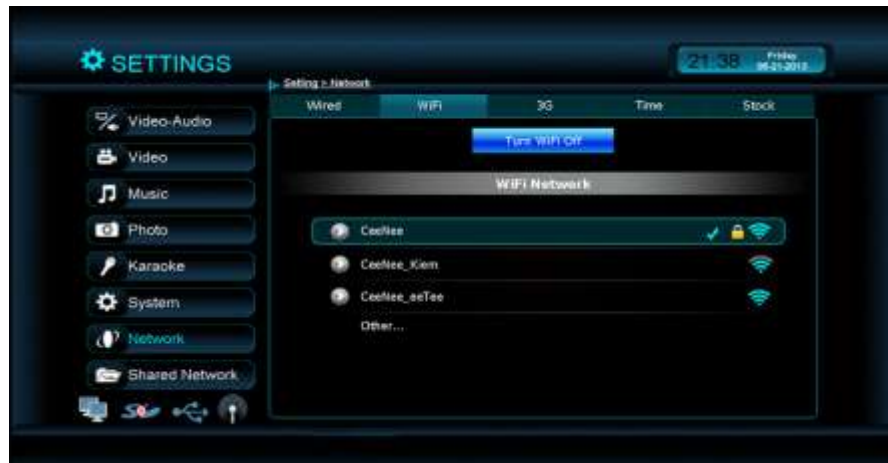 SETTINGS
21:38 Friday
06-21-2013
Setting > Network
Wired WiFi 3G Time Stock
Video-Audio
Turn WiFi Off
Video
WiFi Network
Music
Photo
CeeNee
Karaoke
CeeNee_Kiem
System
CeeNee_eeTee
Network
Other...
Shared Network